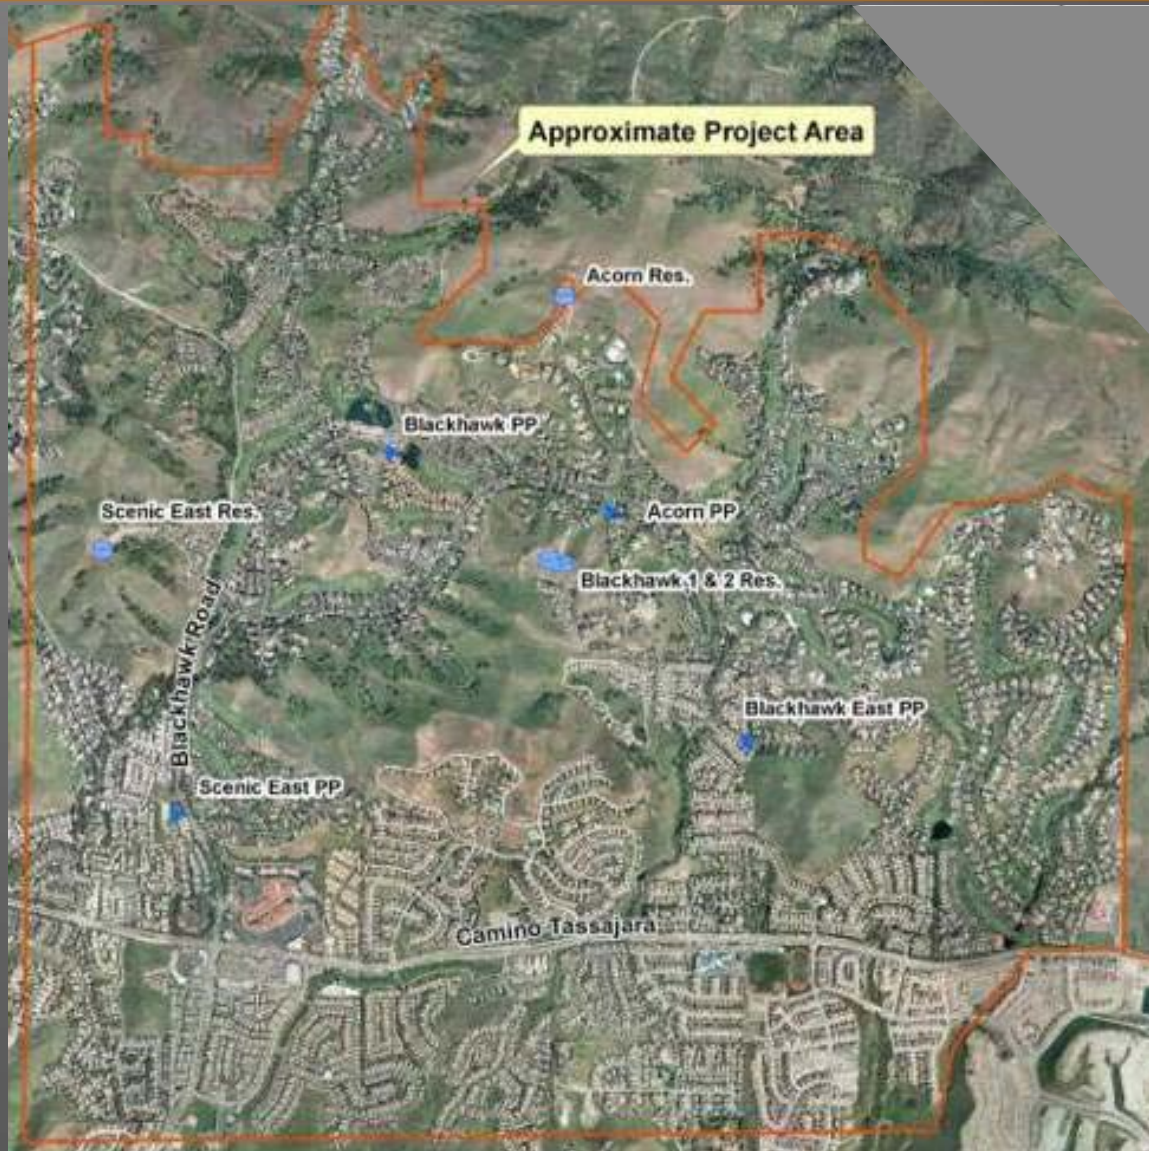 Approximate Project Area
Acorn Res.
Blackhawk PP
Scenic East Res.
Acorn PP
Blackhawk 1 & 2 Res.
Blackhawk Road
Blackhawk East PP
Scenic East PP
Camino Tassajara